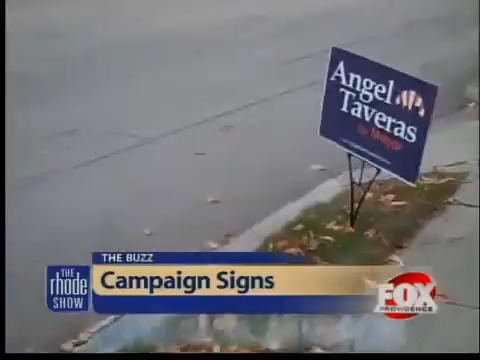 Angel
Taveras
for Mayor
THE BUZZ
THE
rhode
SHOW
Campaign Signs
FOX
PROVIDENCE